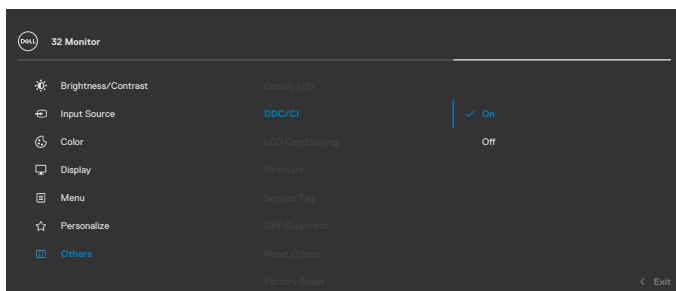 DELL
32 Monitor
Brightness/Contrast
Display Info
Input Source
DDC/CI
On
Color
LCD Conditioning
Off
Display
Firmware
Menu
Service Tag
Personalize
Self-Diagnostic
Others
Reset Others
Factory Reset
Exit